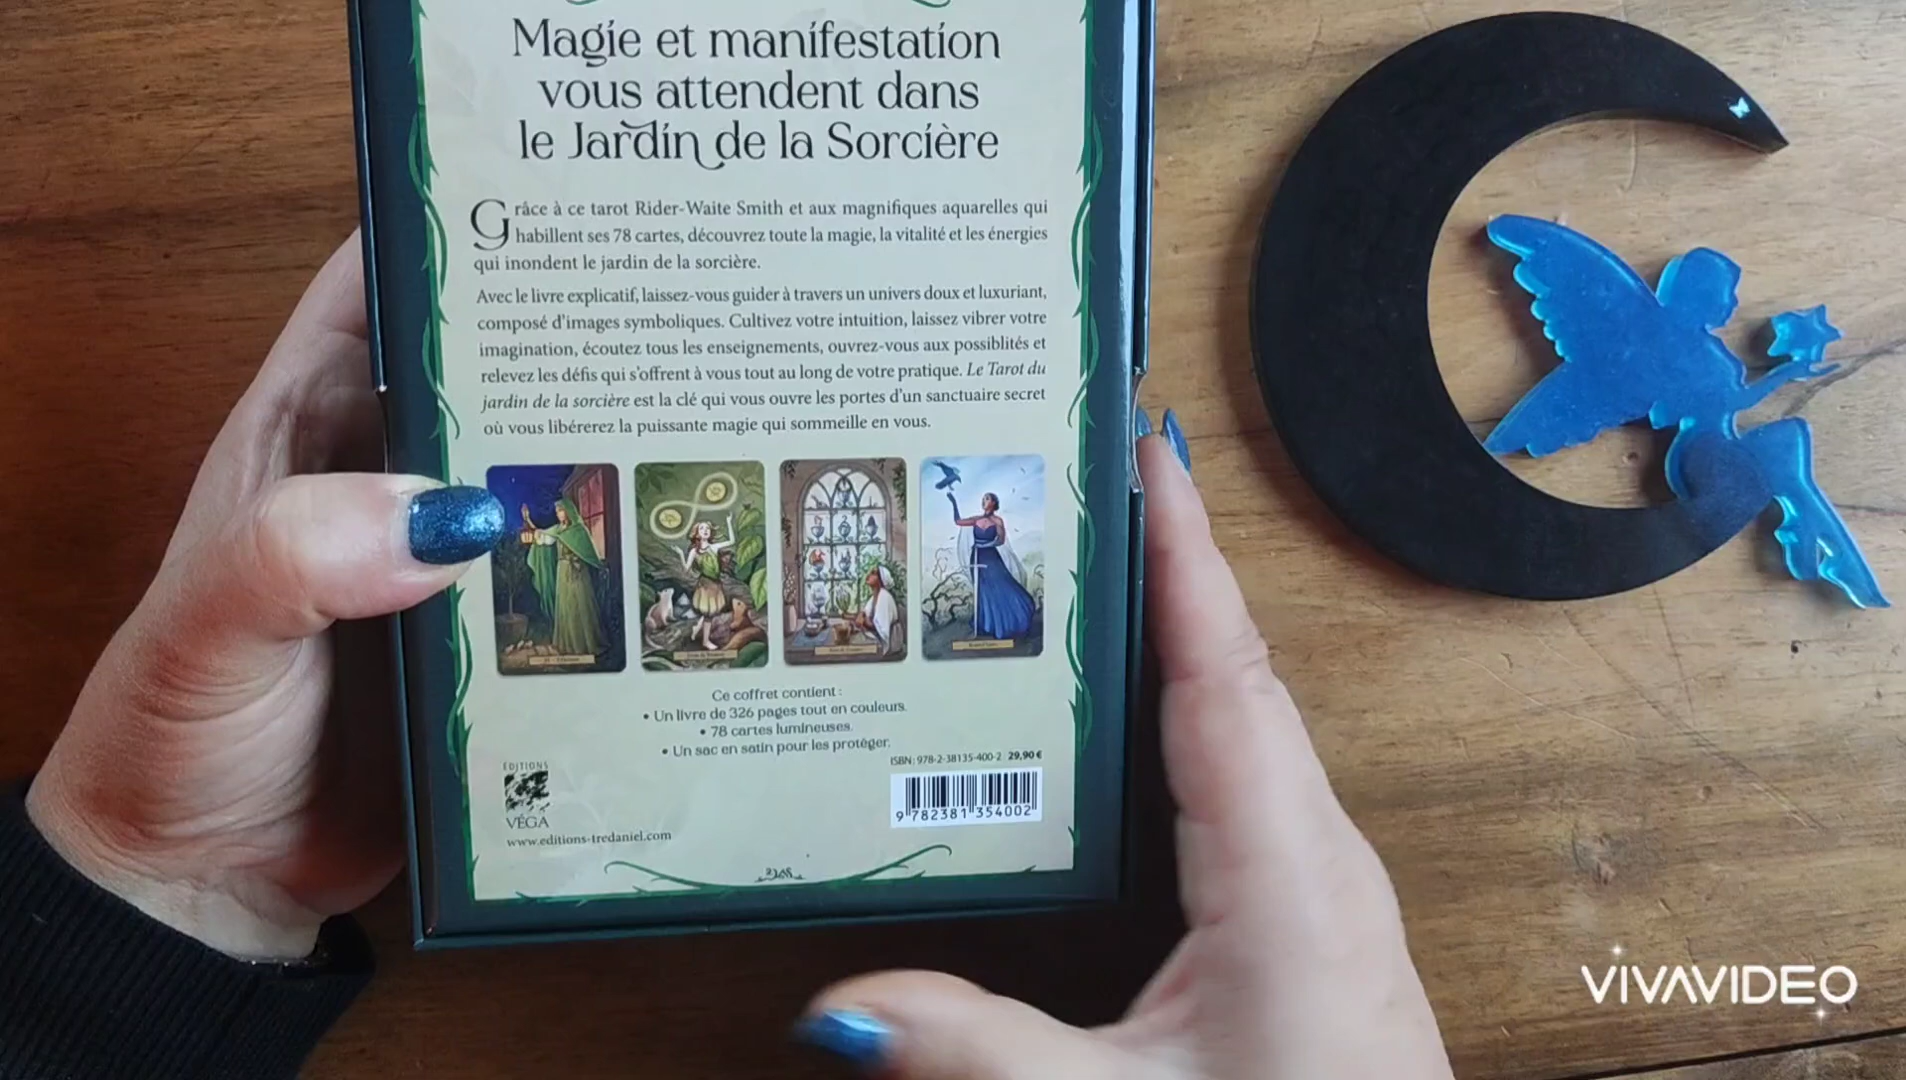 Magie et manifestation
vous attendent dans
le Jardin de la Sorcière
Grâce à ce tarot Rider-Waite Smith et aux magnifiques aquarelles qui
habillent ses 78 cartes, découvrez toute la magie, la vitalité et les énergies
qui inondent le jardin de la sorcière.
Avec le livre explicatif, laissez-vous guider à travers un univers doux et luxuriant,
composé d'images symboliques. Cultivez votre intuition, laissez vibrer votre
imagination, écoutez tous les enseignements, ouvrez-vous aux possiblités et
relevez les défis qui s'offrent à vous tout au long de votre pratique. Le Tarot du
jardin de la sorcière est la clé qui vous ouvre les portes d'un sanctuaire secret
où vous libérerez la puissante magie qui sommeille en vous.
Ce coffret contient :
• Un livre de 326 pages tout en couleurs.
• 78 cartes lumineuses.
• Un sac en satin pour les protéger.
ISBN: 978-2-38135-400-2 29,90 €
9 782381 354002
ÉDITIONS
VÉGA
www.editions-tredaniel.com
VIVAVIDEO